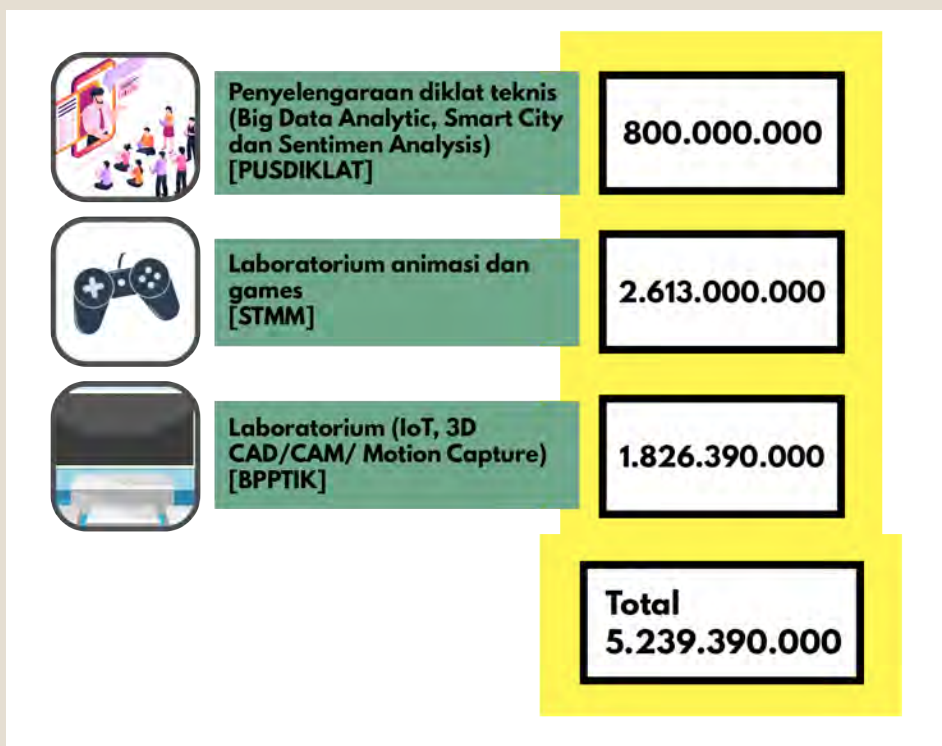 Penyelengaraan diklat teknis
(Big Data Analytic, Smart City
dan Sentimen Analysis)
[PUSDIKLAT]
800.000.000
Laboratorium animasi dan
games
[STMM]
2.613.000.000
Laboratorium (IoT, 3D
CAD/CAM/ Motion Capture)
[BPPTIK]
1.826.390.000
Total
5.239.390.000